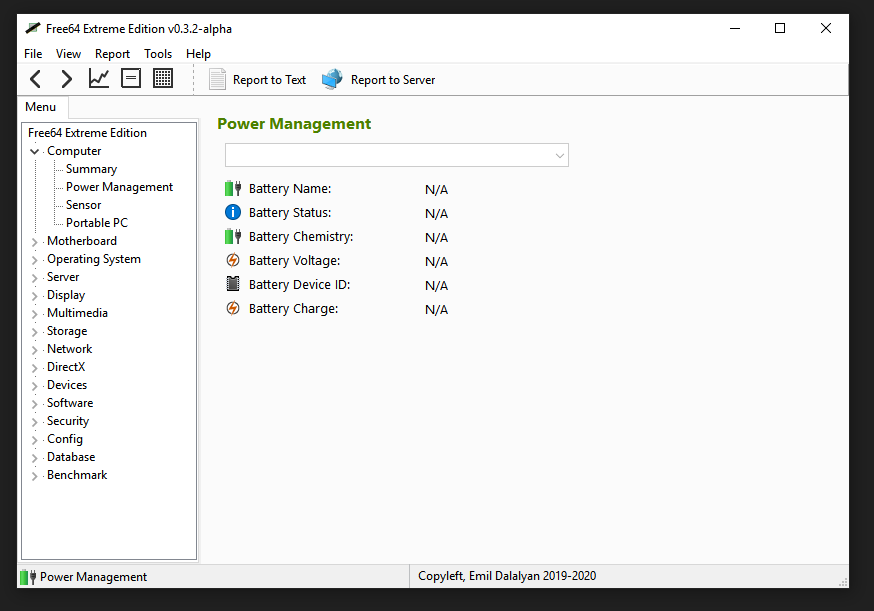 Free64 Extreme Edition v0.3.2-alpha
File View Report Tools Help
Report to Text Report to Server
Menu
Free64 Extreme Edition
Computer
Summary
Power Management
Sensor
Portable PC
Motherboard
Operating System
Server
Display
Multimedia
Storage
Network
DirectX
Devices
Software
Security
Config
Database
Benchmark
Power Management
Battery Name: N/A
Battery Status: N/A
Battery Chemistry: N/A
Battery Voltage: N/A
Battery Device ID: N/A
Battery Charge: N/A
Power Management
Copyleft, Emil Dalalyan 2019-2020